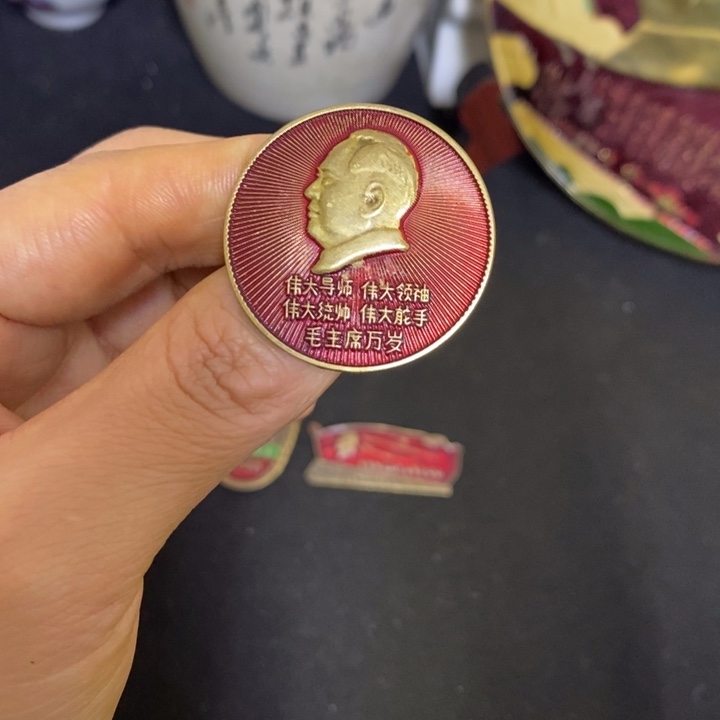 伟大导师 伟大领袖
伟大统帅 伟大舵手
毛主席万岁